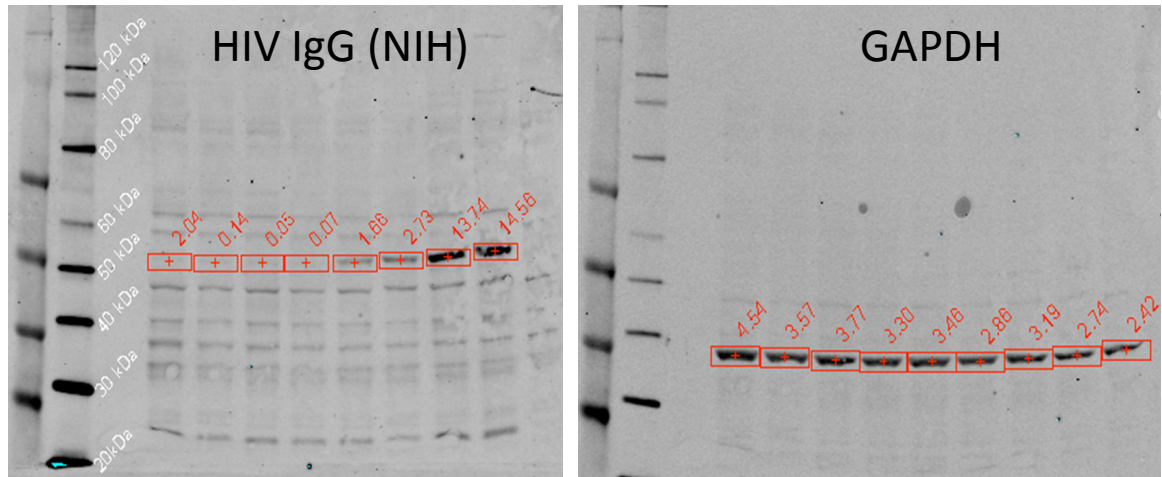 HIV IgG (NIH)
120 kDa
100 kDa
80 kDa
60 kDa
50 kDa
40 kDa
30 kDa
20kDa
2.04
0.14
0.05
0.07
1.66
2.73
13.74
14.56
GAPDH
4.54
3.57
3.77
3.30
3.46
2.86
3.19
2.74
2.42